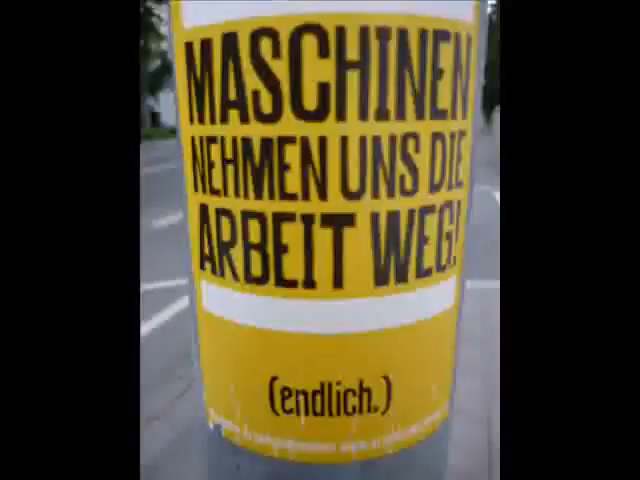 MASCHINEN
NEHMEN UNS DIE
ARBEIT WEG!
(endlich.)